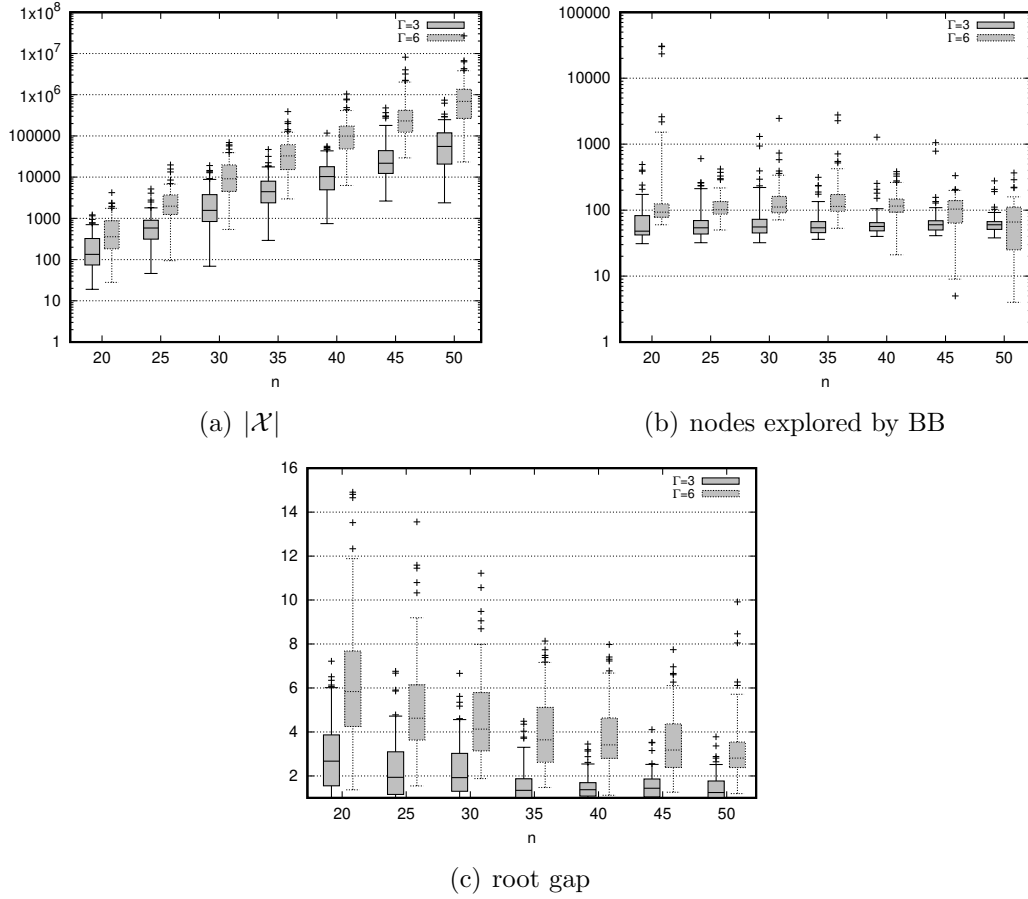 1x10^8
1x10^7
1x10^6
100000
10000
1000
100
10
1
Γ=3
Γ=6
20 25 30 35 40 45 50
n
(a) |𝒳|
100000
10000
1000
100
10
1
Γ=3
Γ=6
20 25 30 35 40 45 50
n
(b) nodes explored by BB
16
14
12
10
8
6
4
2
Γ=3
Γ=6
20 25 30 35 40 45 50
n
(c) root gap